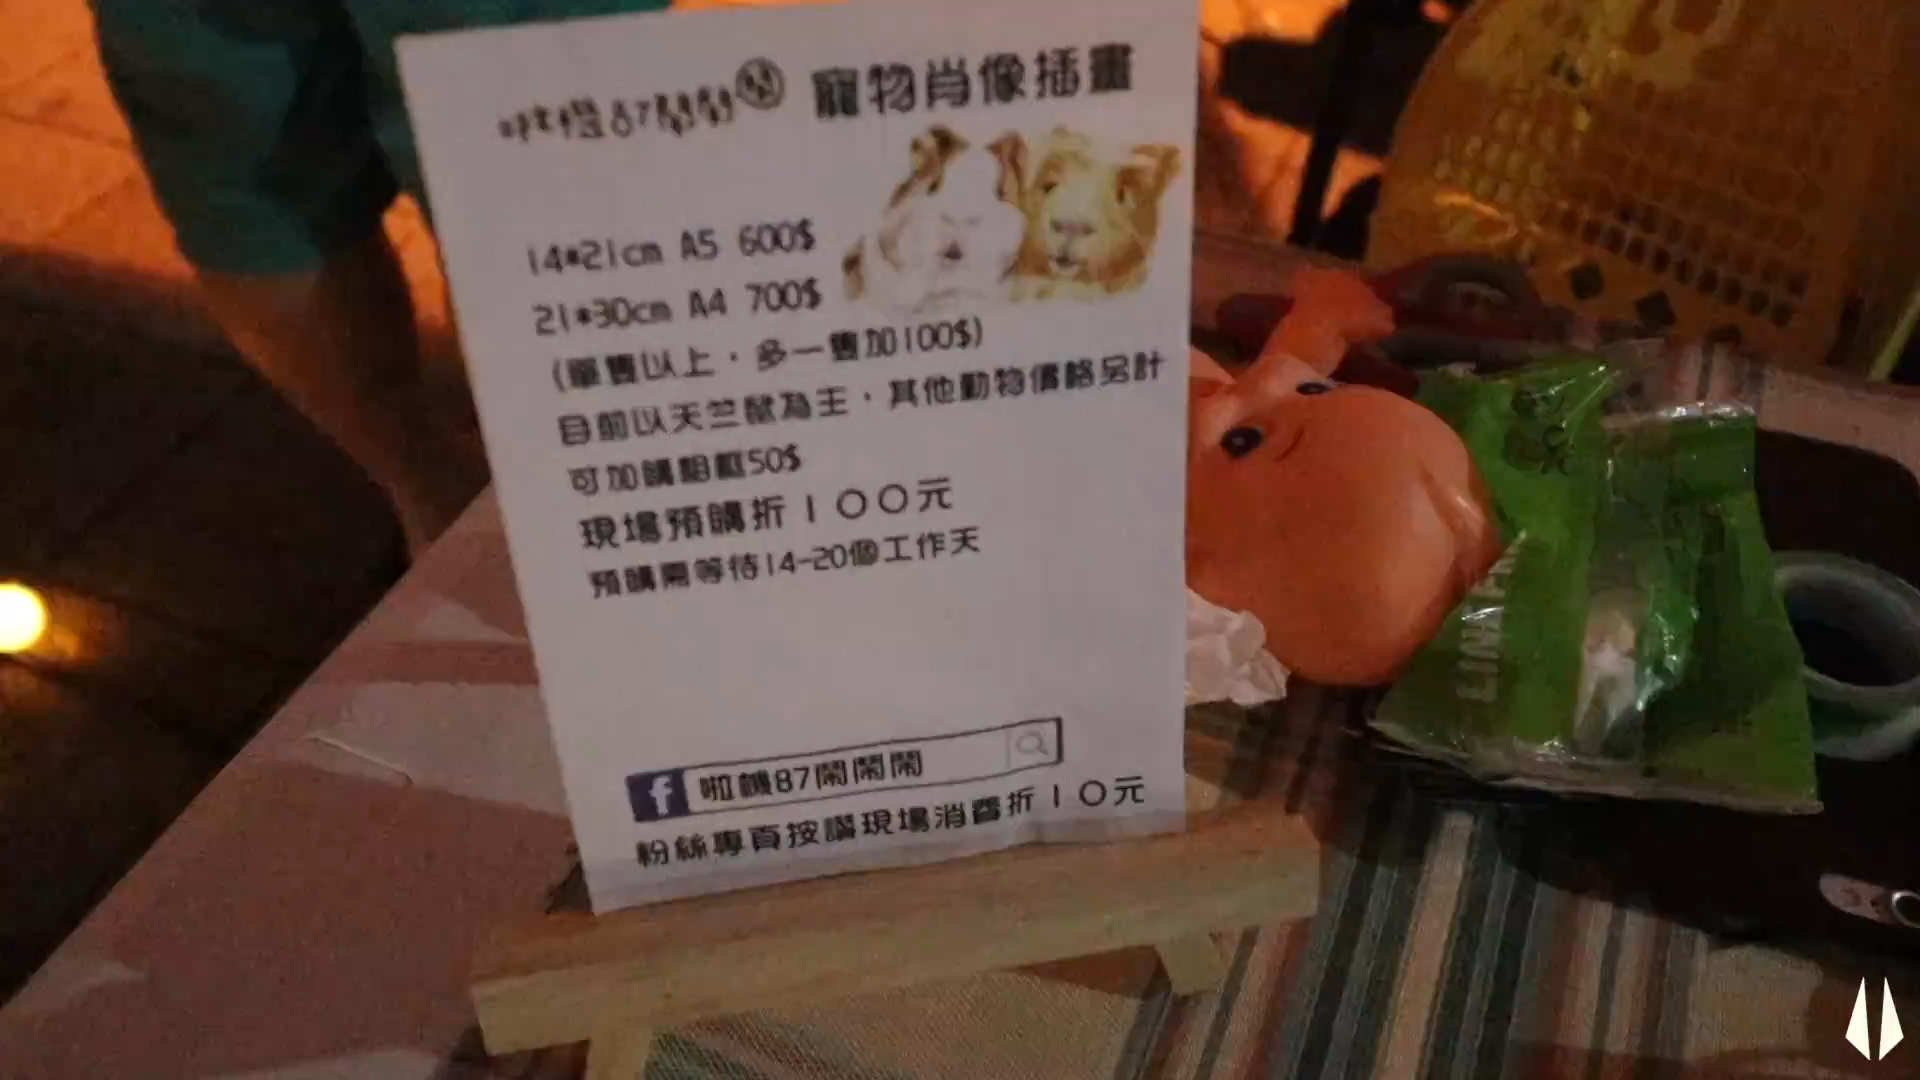 寵物肖像插畫
14*21cm A5 600$
21*30cm A4 700$
(單隻以上，多一隻加100$)
目前以天竺鼠為主，其他動物價格另計
可加購相框50$
現場預購折１００元
預購需等待14-20個工作天
啦機87鬧鬧鬧
粉絲專頁按讚現場消費折１０元